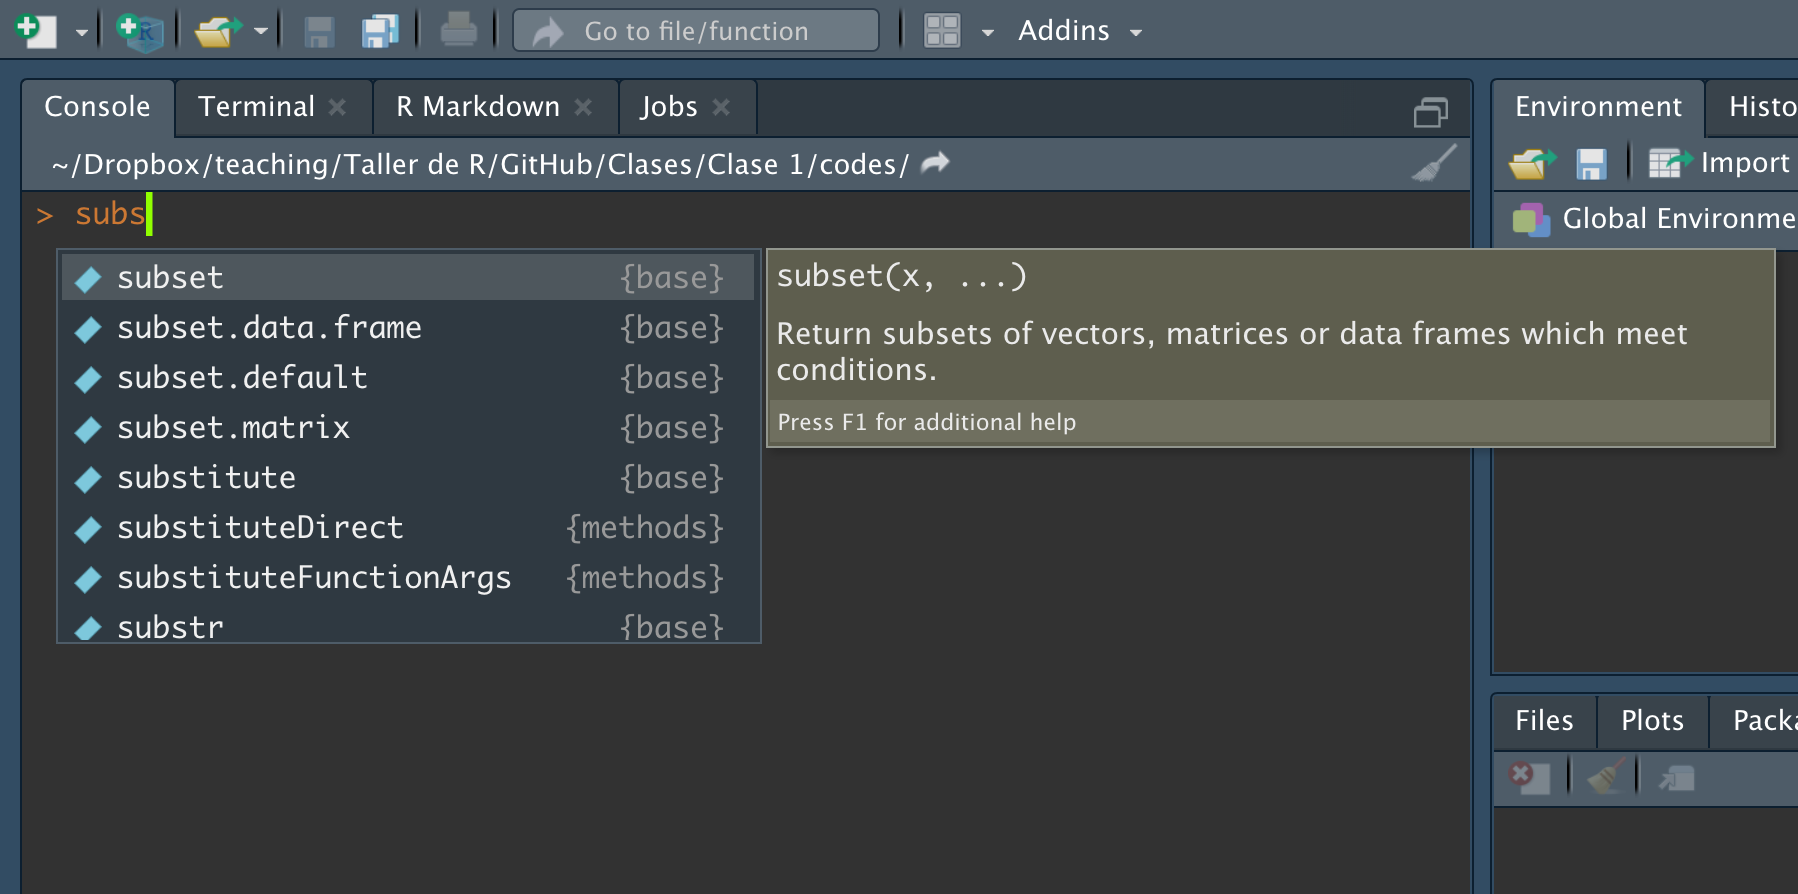 Go to file/function
Addins
Console
Terminal
R Markdown
Jobs
Environment
~/Dropbox/teaching/Taller de R/GitHub/Clases/Clase 1/codes/
Import
> subs
subset {base}
subset.data.frame {base}
subset.default {base}
subset.matrix {base}
substitute {base}
substituteDirect {methods}
substituteFunctionArgs {methods}
substr {base}
subset(x, ...)
Return subsets of vectors, matrices or data frames which meet
conditions.
Press F1 for additional help
Global
Files
Plots